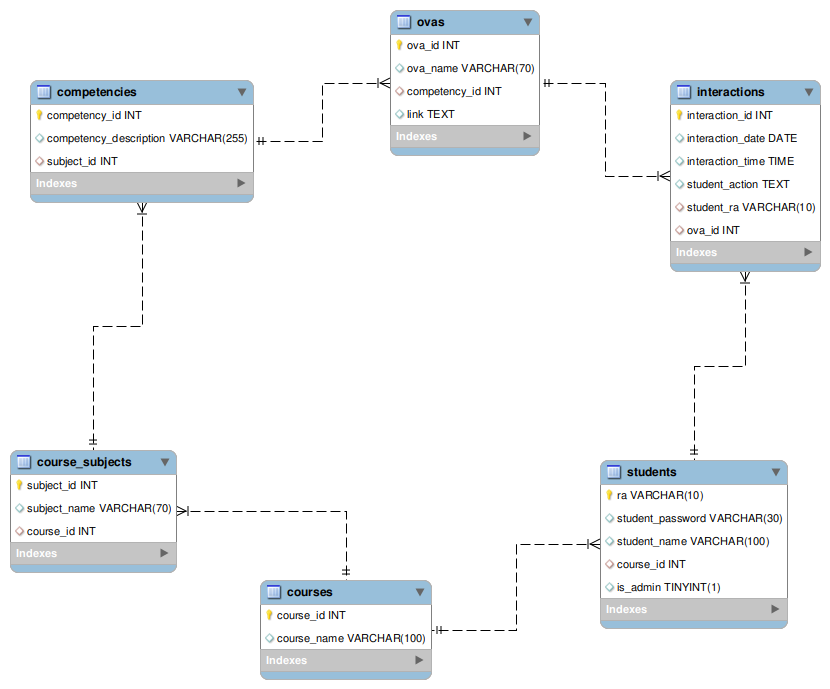 ovas
ova_id INT
ova_name VARCHAR(70)
competency_id INT
link TEXT
Indexes
competencies
competency_id INT
competency_description VARCHAR(255)
subject_id INT
Indexes
interactions
interaction_id INT
interaction_date DATE
interaction_time TIME
student_action TEXT
student_ra VARCHAR(10)
ova_id INT
Indexes
course_subjects
subject_id INT
subject_name VARCHAR(70)
course_id INT
Indexes
students
ra VARCHAR(10)
student_password VARCHAR(30)
student_name VARCHAR(100)
course_id INT
is_admin TINYINT(1)
Indexes
courses
course_id INT
course_name VARCHAR(100)
Indexes